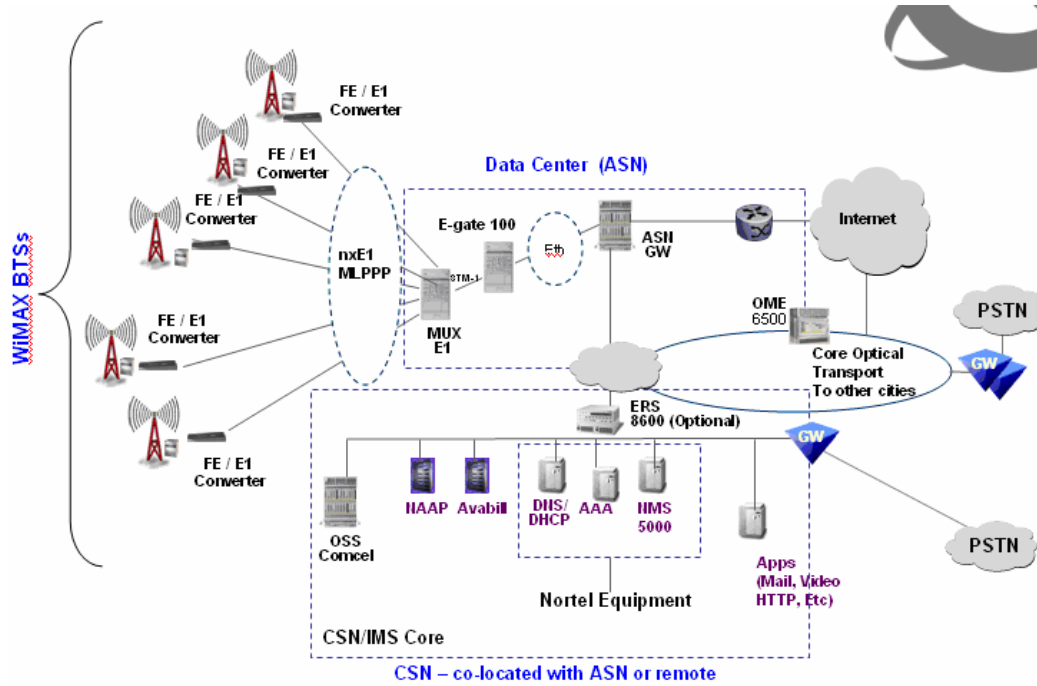 WiMAX BTSs
FE / E1
Converter
FE / E1
Converter
FE / E1
Converter
FE / E1
Converter
FE / E1
Converter
nxE1
MLPPP
Data Center (ASN)
E-gate 100
STM-1
MUX
E1
Eth
ASN
GW
Internet
OME
6500
Core Optical
Transport
To other cities
PSTN
GW
ERS
8600 (Optional)
GW
PSTN
OSS
Comcel
NAAP
Avabill
DNS/
DHCP
AAA
NMS
5000
Nortel Equipment
Apps
(Mail, Video
HTTP, Etc)
CSN/IMS Core
CSN – co-located with ASN or remote